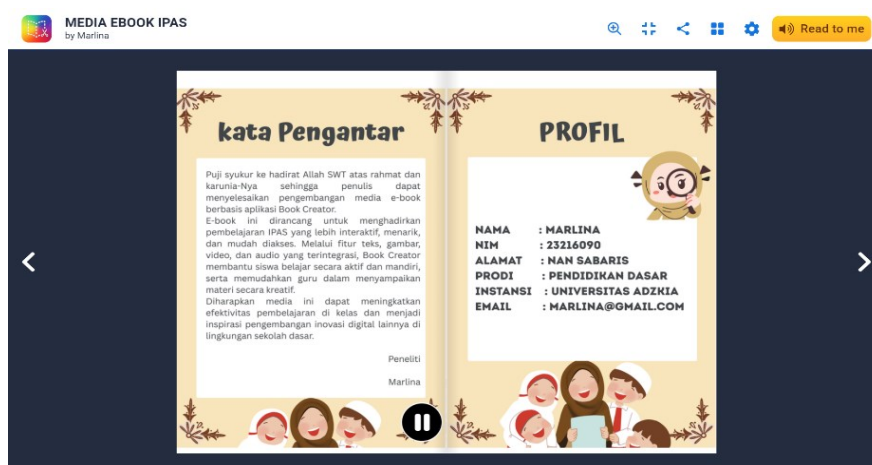 MEDIA EBOOK IPAS
by Marlina
Read to me
kata Pengantar
Puji syukur ke hadirat Allah SWT atas rahmat dan
karunia-Nya sehingga penulis dapat
menyelesaikan pengembangan media e-book
berbasis aplikasi Book Creator.
E-book ini dirancang untuk menghadirkan
pembelajaran IPAS yang lebih interaktif, menarik,
dan mudah diakses. Melalui fitur teks, gambar,
video, dan audio yang terintegrasi, Book Creator
membantu siswa belajar secara aktif dan mandiri,
serta memudahkan guru dalam menyampaikan
materi secara kreatif.
Diharapkan media ini dapat meningkatkan
efektivitas pembelajaran di kelas dan menjadi
inspirasi pengembangan inovasi digital lainnya di
lingkungan sekolah dasar.
Peneliti
Marlina
PROFIL
NAMA : MARLINA
NIM : 23216090
ALAMAT : NAN SABARIS
PRODI : PENDIDIKAN DASAR
INSTANSI : UNIVERSITAS ADZKIA
EMAIL : MARLINA@GMAIL.COM